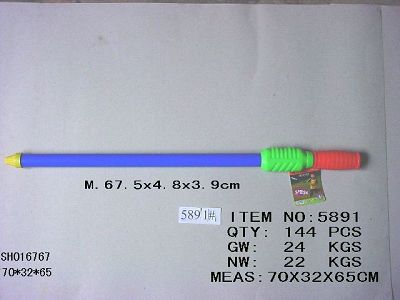 M.67.5x4.8x3.9cm
5891#
ITEM NO:5891
QTY: 144 PCS
GW: 24 KGS
NW: 22 KGS
MEAS:70X32X65CM
SH016767
70*32*65